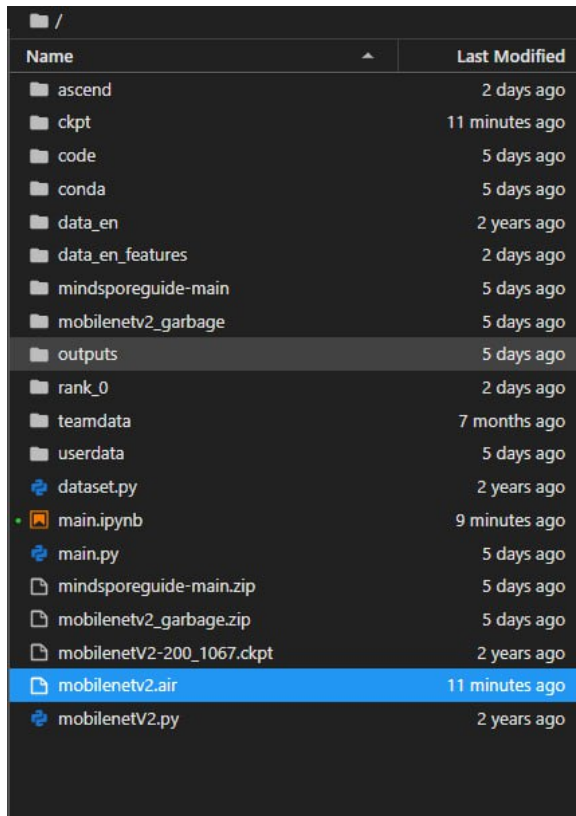 /
Name Last Modified
ascend 2 days ago
ckpt 11 minutes ago
code 5 days ago
conda 5 days ago
data_en 2 years ago
data_en_features 2 days ago
mindsporeguide-main 5 days ago
mobilenetv2_garbage 5 days ago
outputs 5 days ago
rank_0 2 days ago
teamdata 7 months ago
userdata 5 days ago
dataset.py 2 years ago
main.ipynb 9 minutes ago
main.py 5 days ago
mindsporeguide-main.zip 5 days ago
mobilenetv2_garbage.zip 5 days ago
mobilenetV2-200_1067.ckpt 2 years ago
mobilenetv2.air 11 minutes ago
mobilenetV2.py 2 years ago